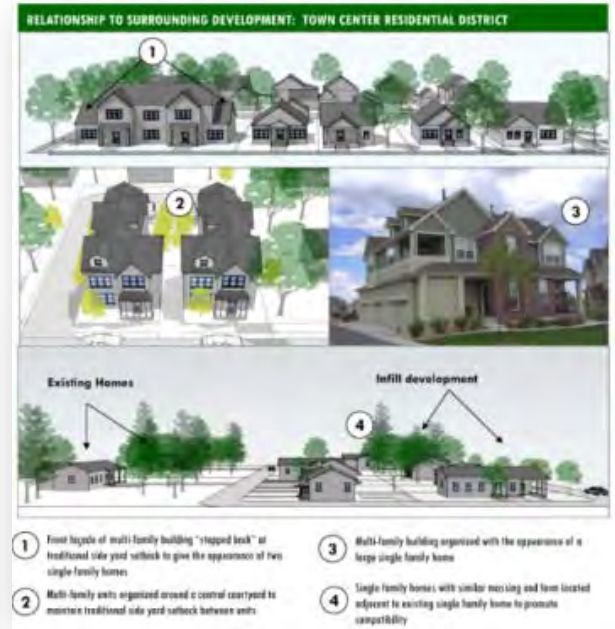 RELATIONSHIP TO SURROUNDING DEVELOPMENT: TOWN CENTER RESIDENTIAL DISTRICT
1
2
3
Existing Homes
Infill development
4
1 Front façade of multi-family building "stepped back" at
traditional side yard setback to give the appearance of two
single family homes
2 Multi-family units organized around a central courtyard to
maintain traditional side yard setback between units
3 Multi-family building organized with the appearance of a
large single family home
4 Single family homes with similar massing and form located
adjacent to existing single family home to promote
compatibility